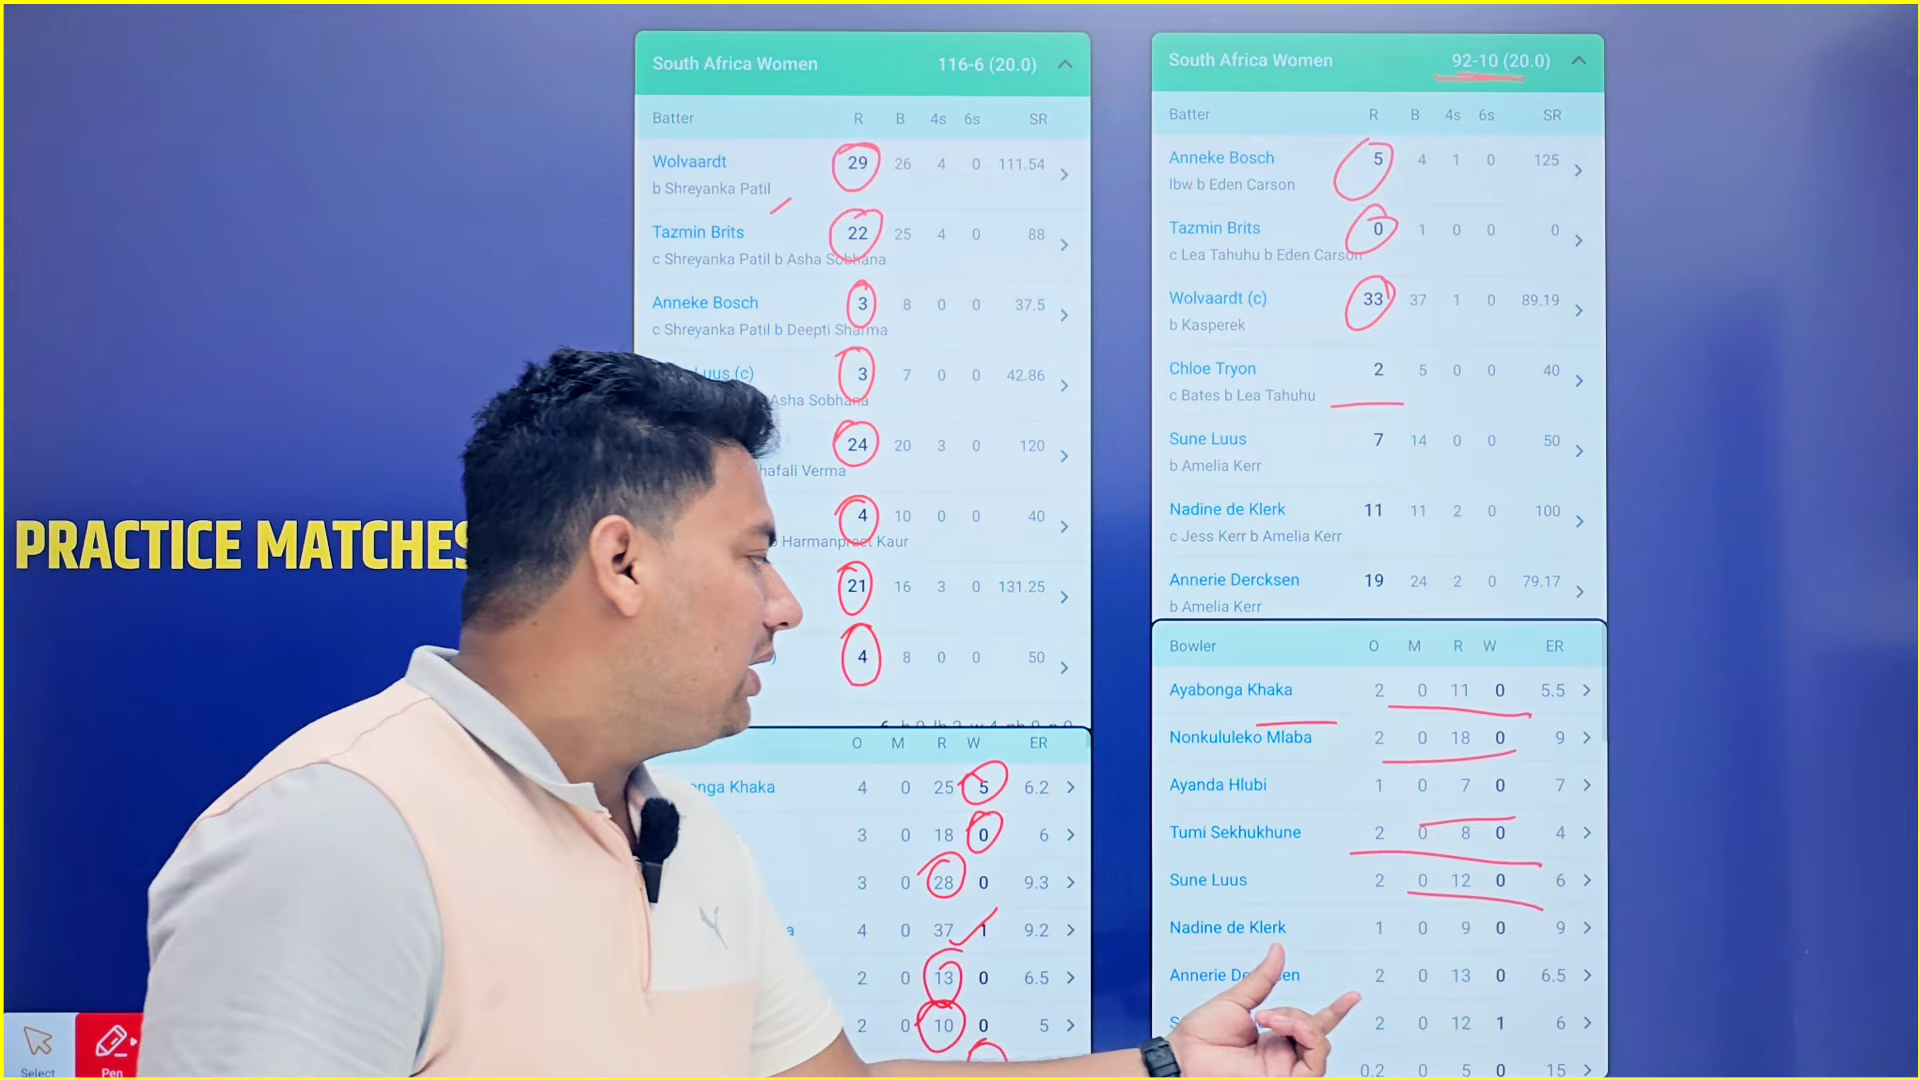 South Africa Women 116-6 (20.0)
Batter R B 4s 6s SR
Wolvaardt 29 26 4 0 111.54
b Shreyanka Patil
Tazmin Brits 22 25 4 0 88
c Shreyanka Patil b Asha Sobhana
Anneke Bosch 3 8 0 0 37.5
c Shreyanka Patil b Deepti Sharma
Luus (c) 3 7 0 0 42.86
Asha Sobhana
24 20 3 0 120
hafali Verma
4 10 0 0 40
Harmanpreet Kaur
21 16 3 0 131.25
4 8 0 0 50
O M R W ER
nga Khaka 4 0 25 5 6.2
3 0 18 0 6
3 0 28 0 9.3
a 4 0 37 1 9.2
2 0 13 0 6.5
2 0 10 0 5
South Africa Women 92-10 (20.0)
Batter R B 4s 6s SR
Anneke Bosch 5 4 1 0 125
lbw b Eden Carson
Tazmin Brits 0 1 0 0 0
c Lea Tahuhu b Eden Carson
Wolvaardt (c) 33 37 1 0 89.19
b Kasperek
Chloe Tryon 2 5 0 0 40
c Bates b Lea Tahuhu
Sune Luus 7 14 0 0 50
b Amelia Kerr
Nadine de Klerk 11 11 2 0 100
c Jess Kerr b Amelia Kerr
Annerie Dercksen 19 24 2 0 79.17
b Amelia Kerr
Bowler O M R W ER
Ayabonga Khaka 2 0 11 0 5.5
Nonkululeko Mlaba 2 0 18 0 9
Ayanda Hlubi 1 0 7 0 7
Tumi Sekhukhune 2 0 8 0 4
Sune Luus 2 0 12 0 6
Nadine de Klerk 1 0 9 0 9
Annerie De en 2 0 13 0 6.5
S 2 0 12 1 6
0.2 0 5 0 15
PRACTICE MATCHES
Select Pen